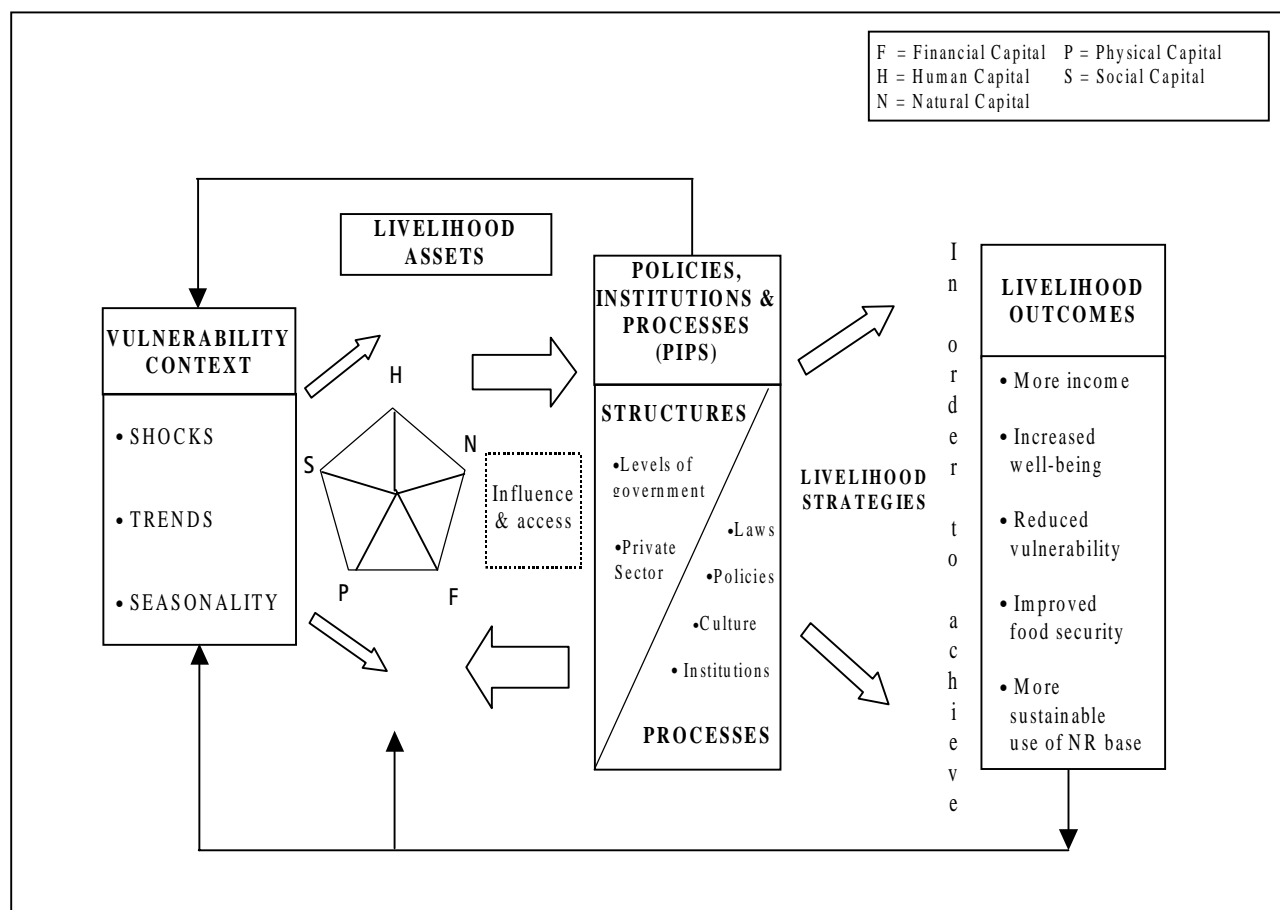 F = Financial Capital P = Physical Capital
H = Human Capital S = Social Capital
N = Natural Capital
LIVELIHOOD
ASSETS
VULNERABILITY
CONTEXT
• SHOCKS
• TRENDS
• SEASONALITY
H
N
S
P
F
Influence
& access
POLICIES,
INSTITUTIONS &
PROCESSES
(PIPS)
STRUCTURES
•Levels of
government
•Private
Sector
•Laws
•Policies
•Culture
• Institutions
PROCESSES
LIVELIHOOD
STRATEGIES
In order to achieve
LIVELIHOOD
OUTCOMES
• More income
• Increased
well-being
• Reduced
vulnerability
• Improved
food security
• More
sustainable
use of NR base